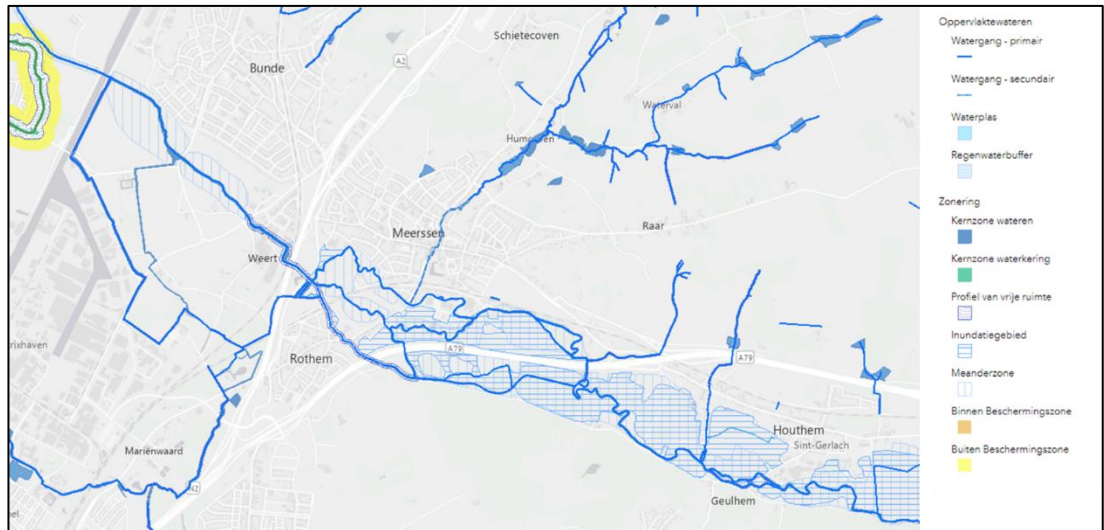 Schietecoven
Bunde
A2
Waterval
Humcoven
Raar
Meerssen
Weert
A79
A79
Rothem
Houthem
Sint-Gerlach
Mariënwaard
Geulhem
Oppervlaktewateren
Watergang - primair
Watergang - secundair
Waterplas
Regenwaterbuffer
Zonering
Kernzone wateren
Kernzone waterkering
Profiel van vrije ruimte
Inundatiegebied
Meanderzone
Binnen Beschermingszone
Buiten Beschermingszone